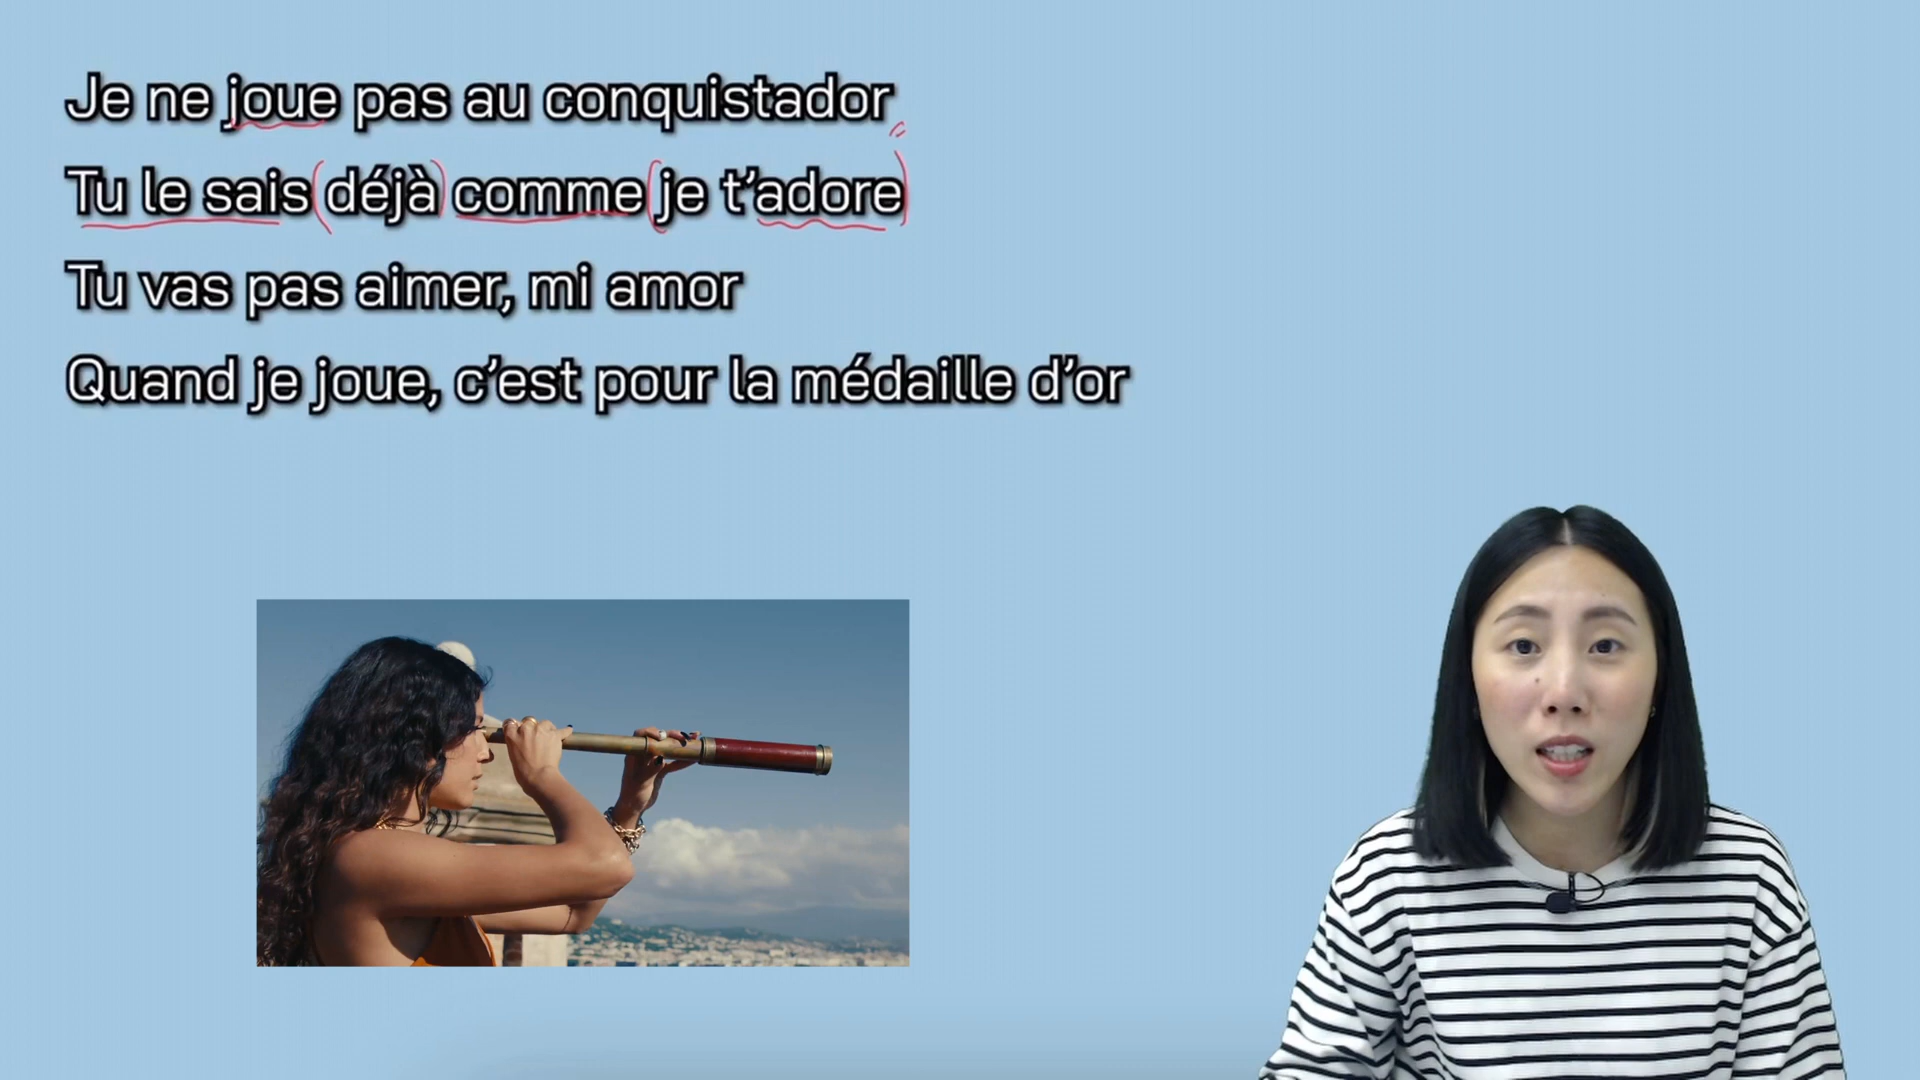 Je ne joue pas au conquistador
Tu le sais déjà comme je t’adore
Tu vas pas aimer, mi amor
Quand je joue, c’est pour la médaille d’or